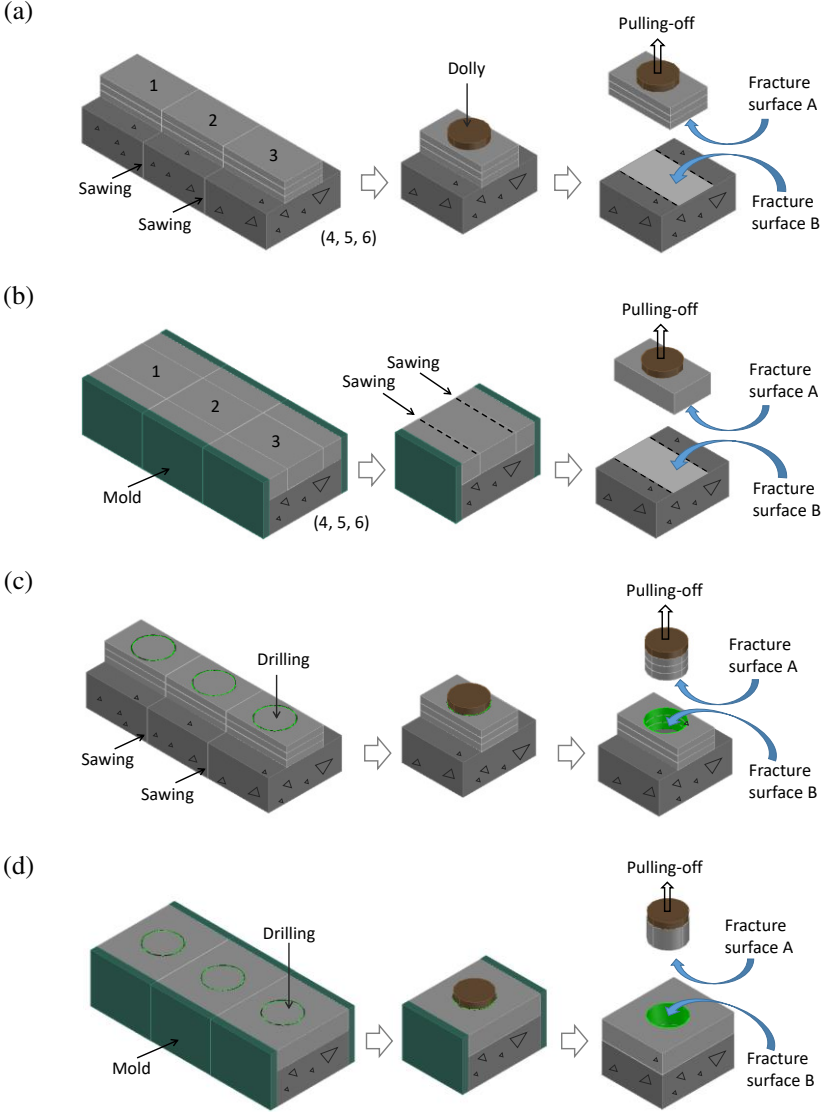 (a)
Pulling-off
Dolly
1
2
3
Fracture
surface A
Sawing
Sawing
(4, 5, 6)
Fracture
surface B
(b)
Pulling-off
Sawing
Sawing
1
2
3
Fracture
surface A
Mold
(4, 5, 6)
Fracture
surface B
(c)
Pulling-off
Drilling
Fracture
surface A
Sawing
Sawing
Fracture
surface B
(d)
Pulling-off
Drilling
Fracture
surface A
Mold
Fracture
surface B